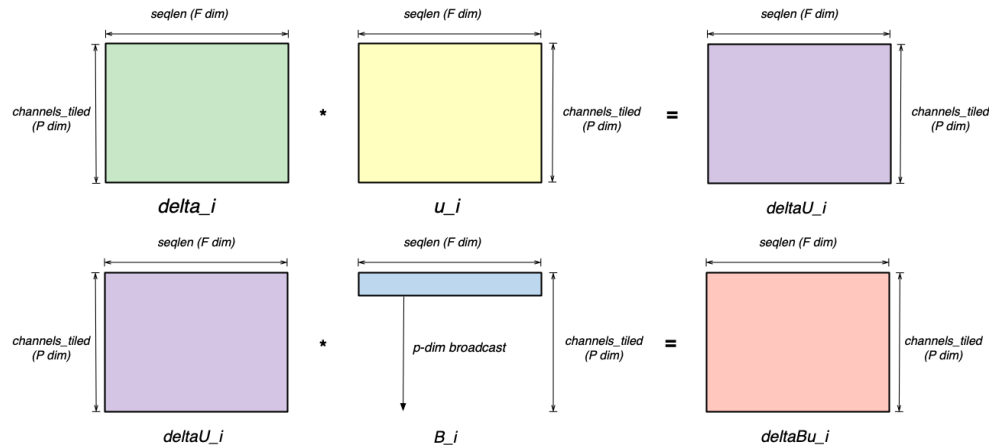 seqlen (F dim)
seqlen (F dim)
seqlen (F dim)
channels_tiled
(P dim)
*
channels_tiled
(P dim)
=
channels_tiled
(P dim)
delta_i
u_i
deltaU_i
seqlen (F dim)
seqlen (F dim)
seqlen (F dim)
channels_tiled
(P dim)
*
p-dim broadcast
channels_tiled
(P dim)
=
channels_tiled
(P dim)
deltaU_i
B_i
deltaBu_i